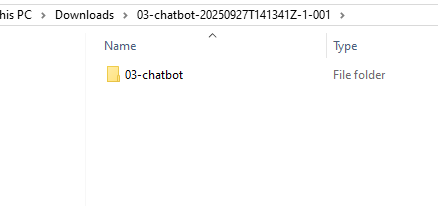 his PC > Downloads > 03-chatbot-20250927T141341Z-1-001 >
Name Type
03-chatbot File folder